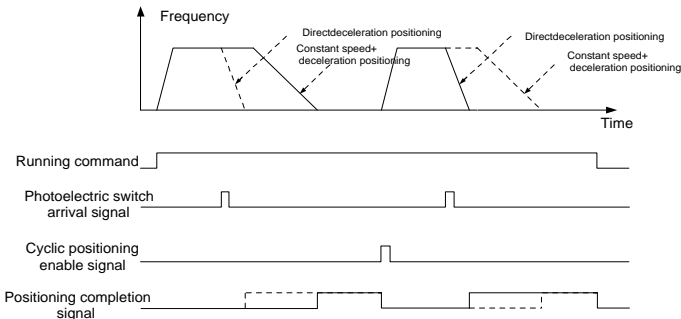 Frequency
Directdeceleration positioning
Constant speed+
deceleration positioning
Directdeceleration positioning
Constant speed+
deceleration positioning
Time
Running command
Photoelectric switch
arrival signal
Cyclic positioning
enable signal
Positioning completion
signal